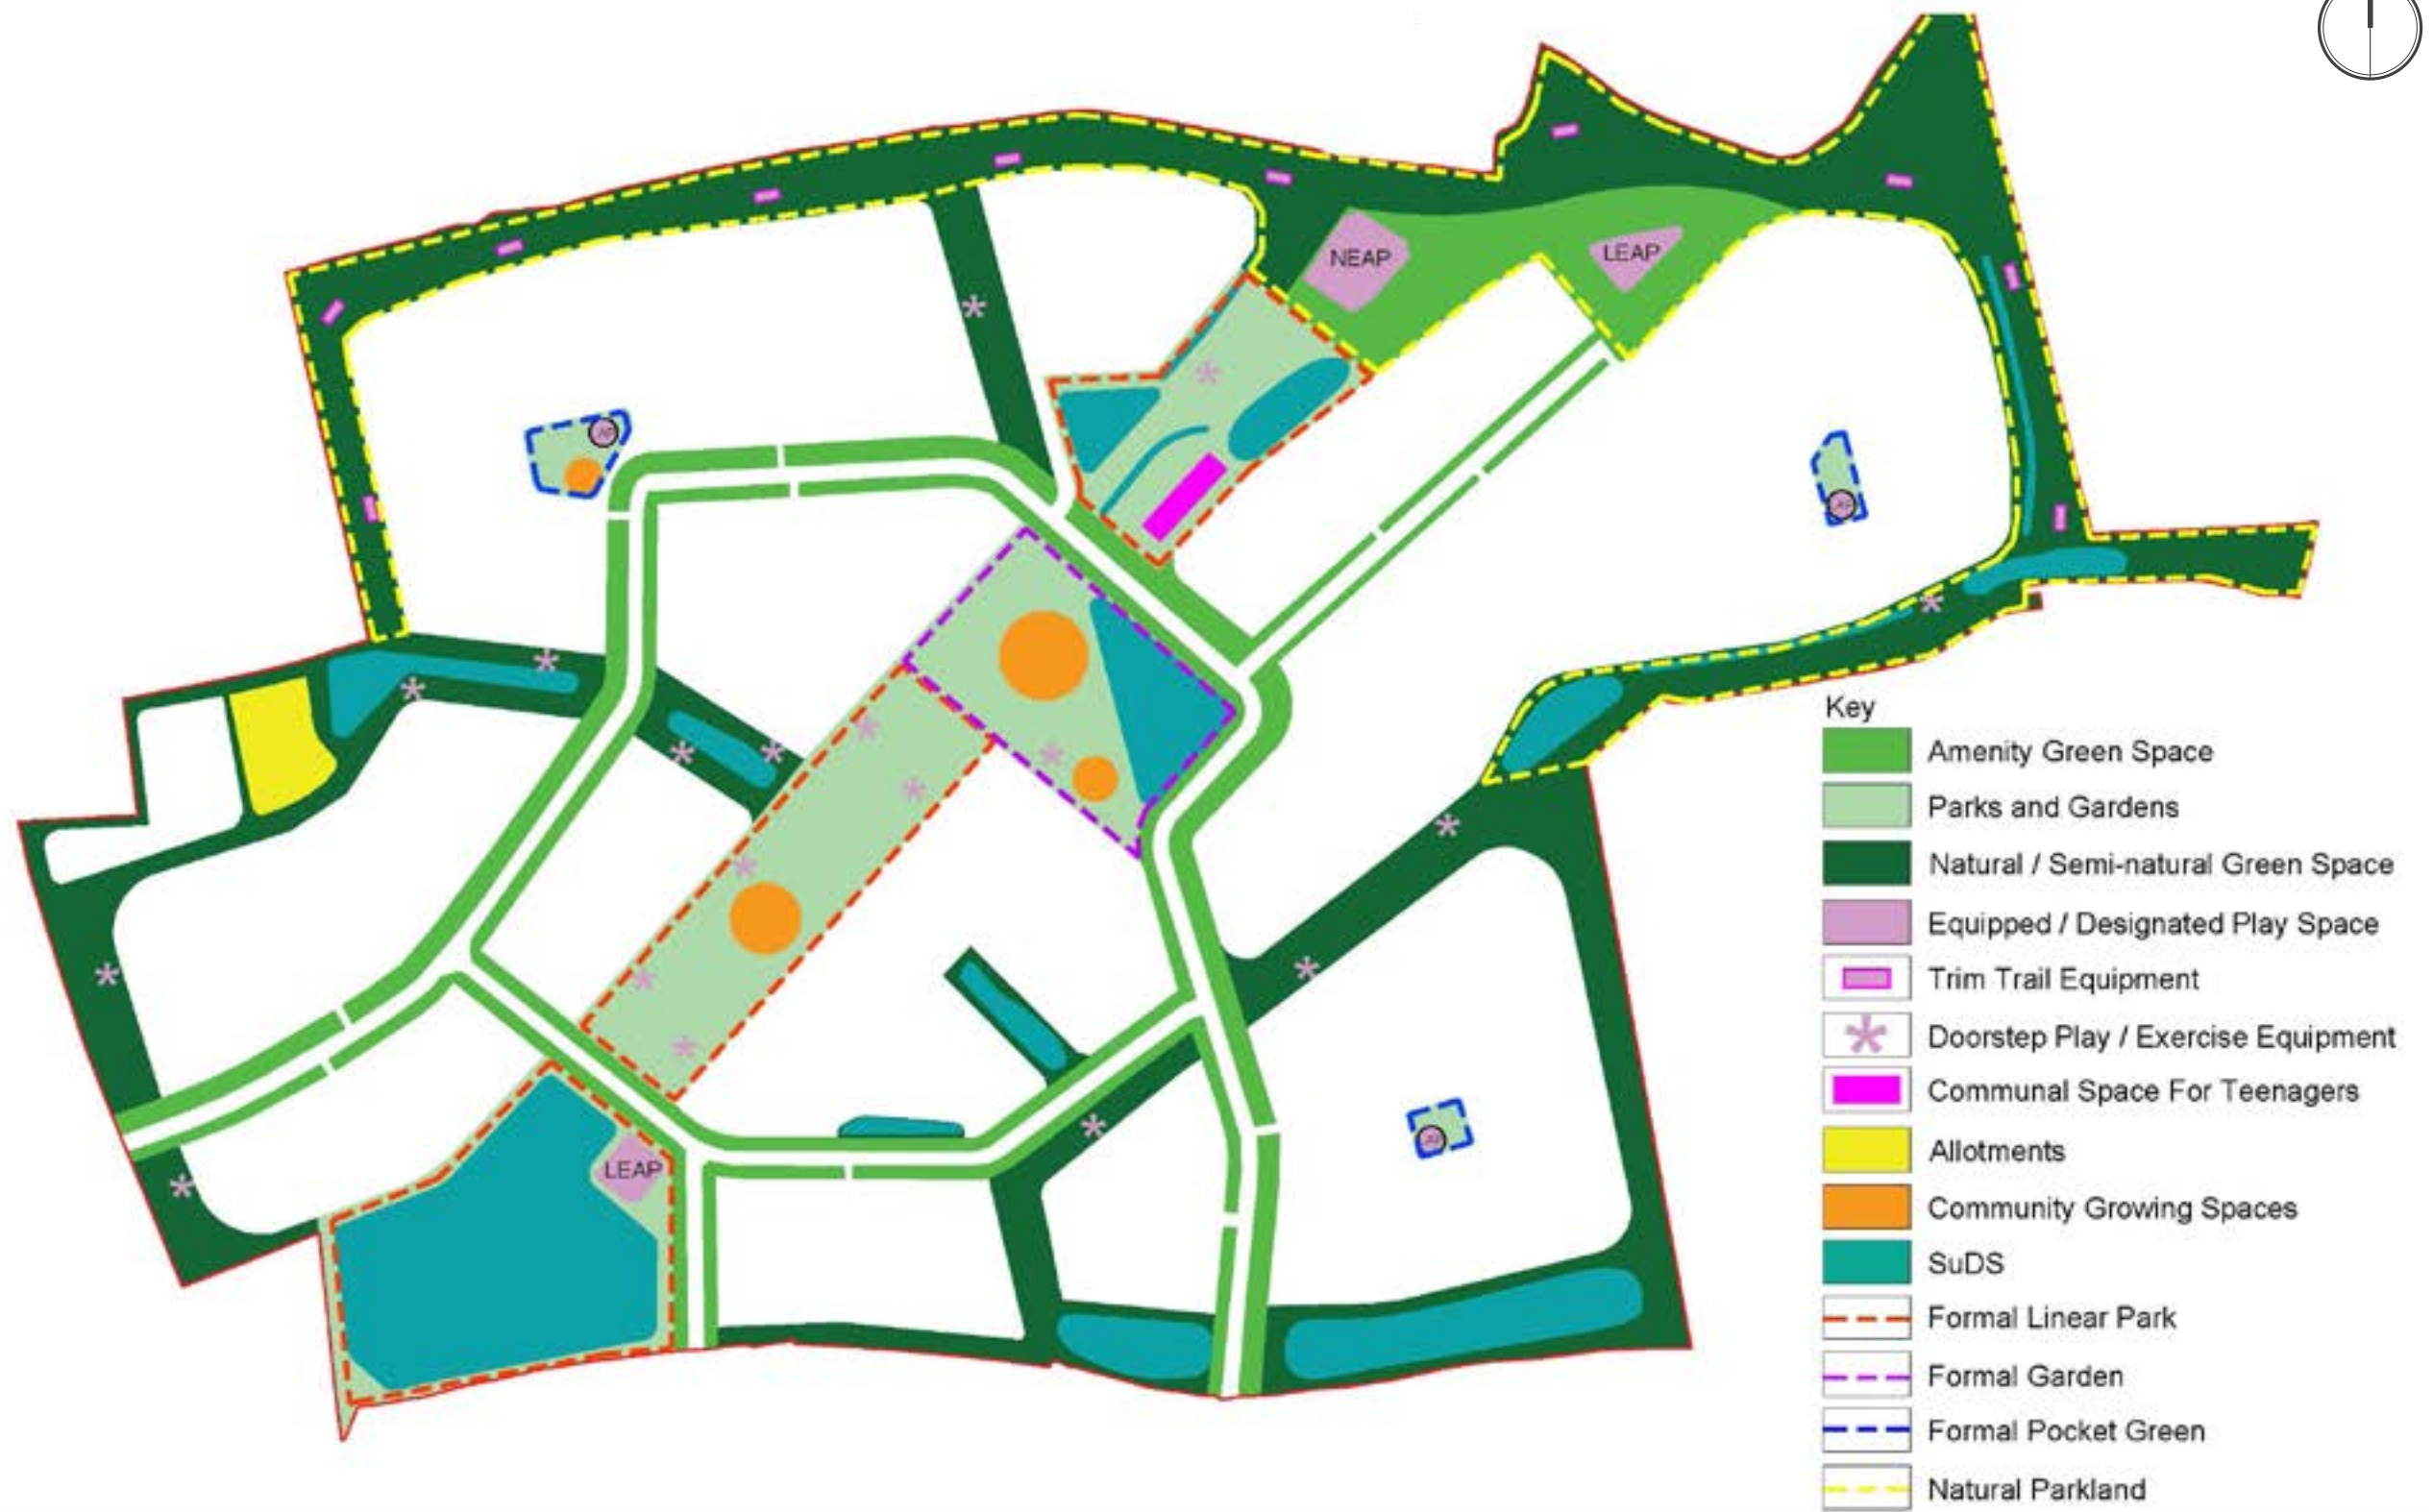 NEAP
LEAP
LEAP
Key
Amenity Green Space
Parks and Gardens
Natural / Semi-natural Green Space
Equipped / Designated Play Space
Trim Trail Equipment
Doorstep Play / Exercise Equipment
Communal Space For Teenagers
Allotments
Community Growing Spaces
SuDS
Formal Linear Park
Formal Garden
Formal Pocket Green
Natural Parkland